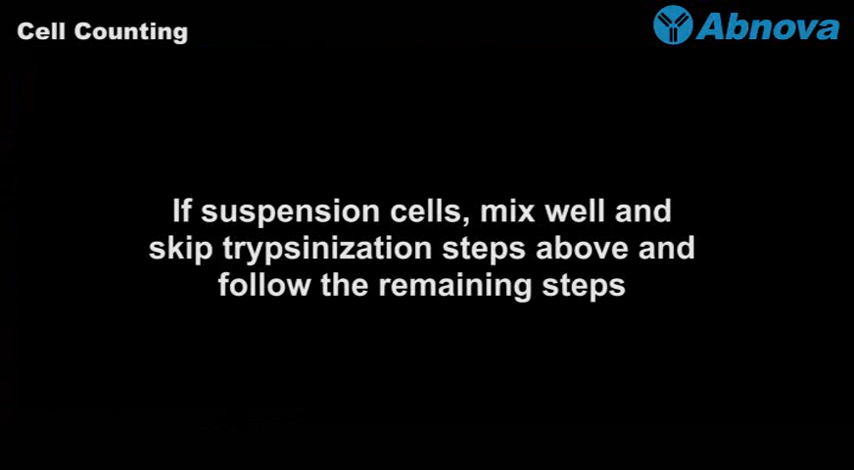 Cell Counting
Abnova
If suspension cells, mix well and
skip trypsinization steps above and
follow the remaining steps